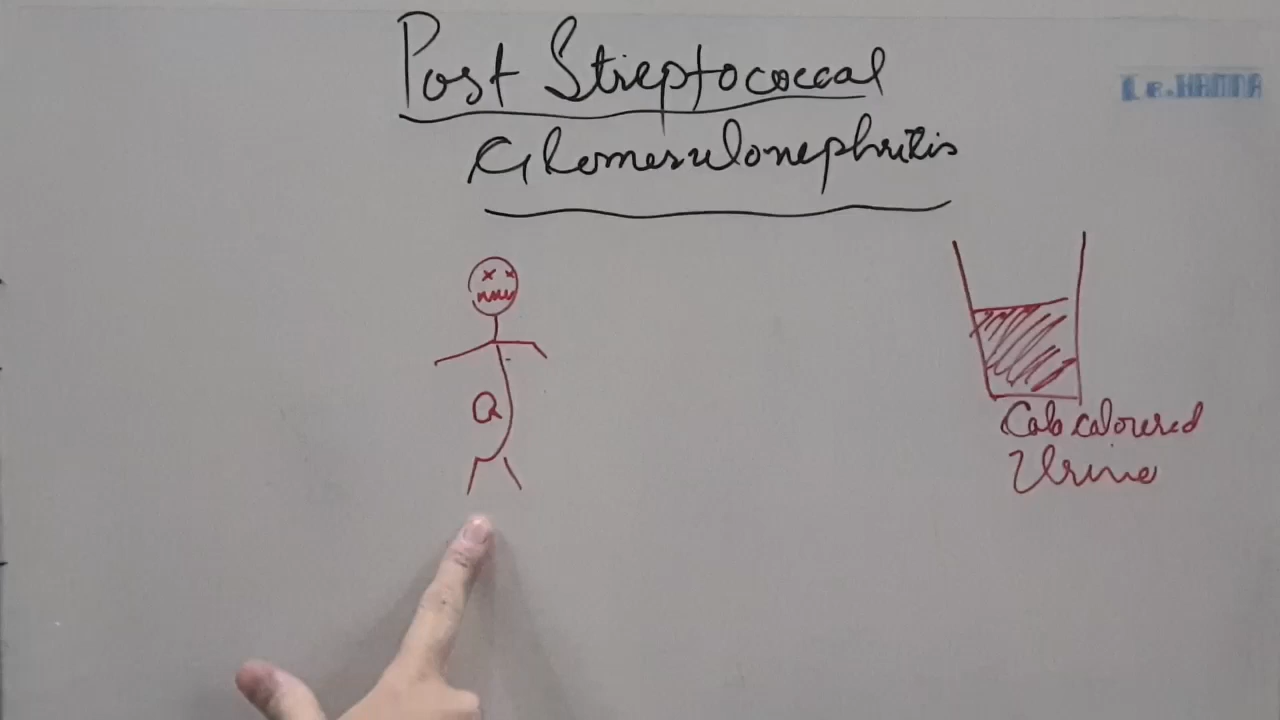 Post Streptococcal
Glomerulonephritis
Cola coloured
Urine